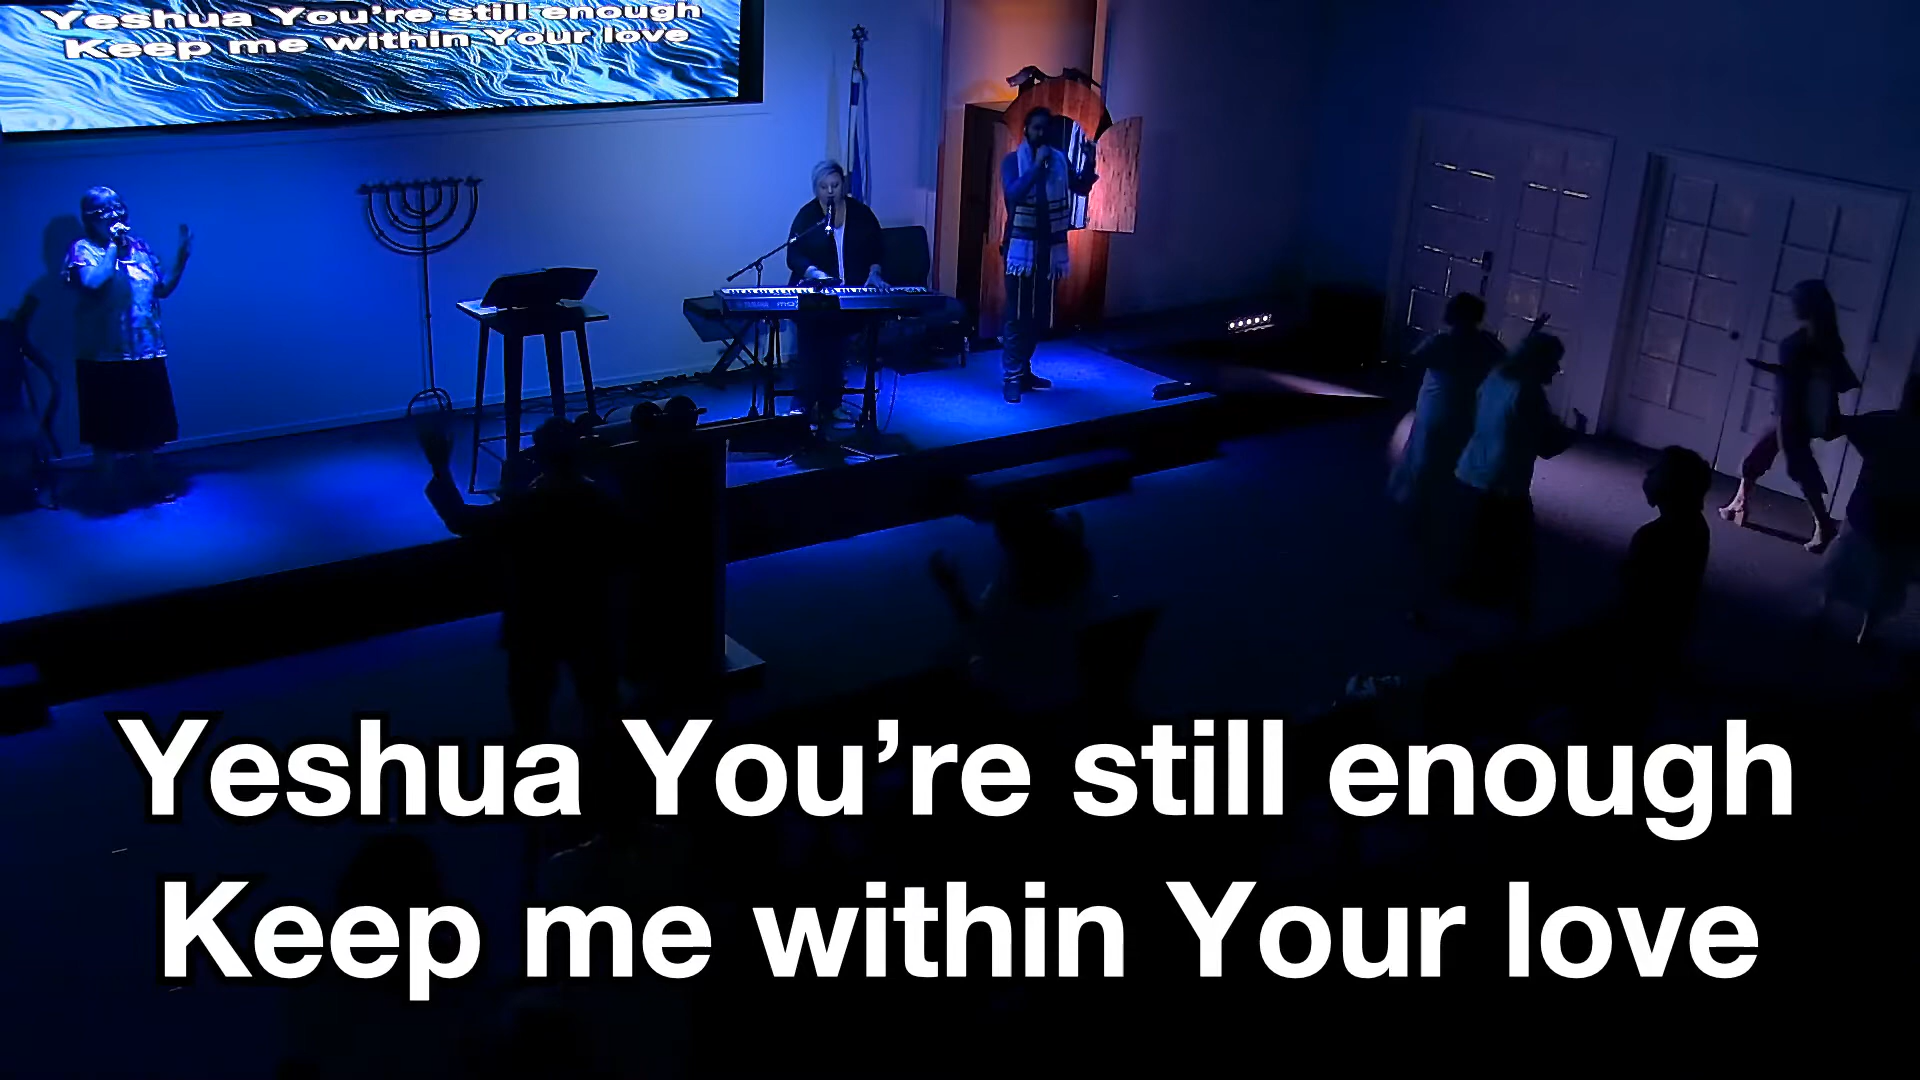 Yeshua You're still enough
Keep me within Your love
YAMAHA
Yeshua You’re still enough
Keep me within Your love